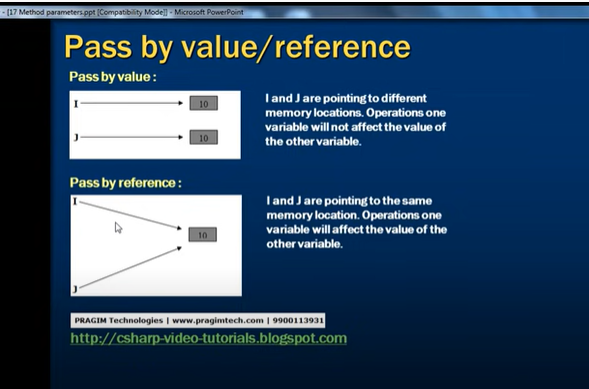 - [17 Method parameters.ppt [Compatibility Mode]] - Microsoft PowerPoint
Pass by value/reference
Pass by value :
I
10
J
10
I and J are pointing to different
memory locations. Operations one
variable will not affect the value of
the other variable.
Pass by reference :
I
10
J
I and J are pointing to the same
memory location. Operations one
variable will affect the value of the
other variable.
PRAGIM Technologies | www.pragimtech.com | 9900113931
http://csharp-video-tutorials.blogspot.com